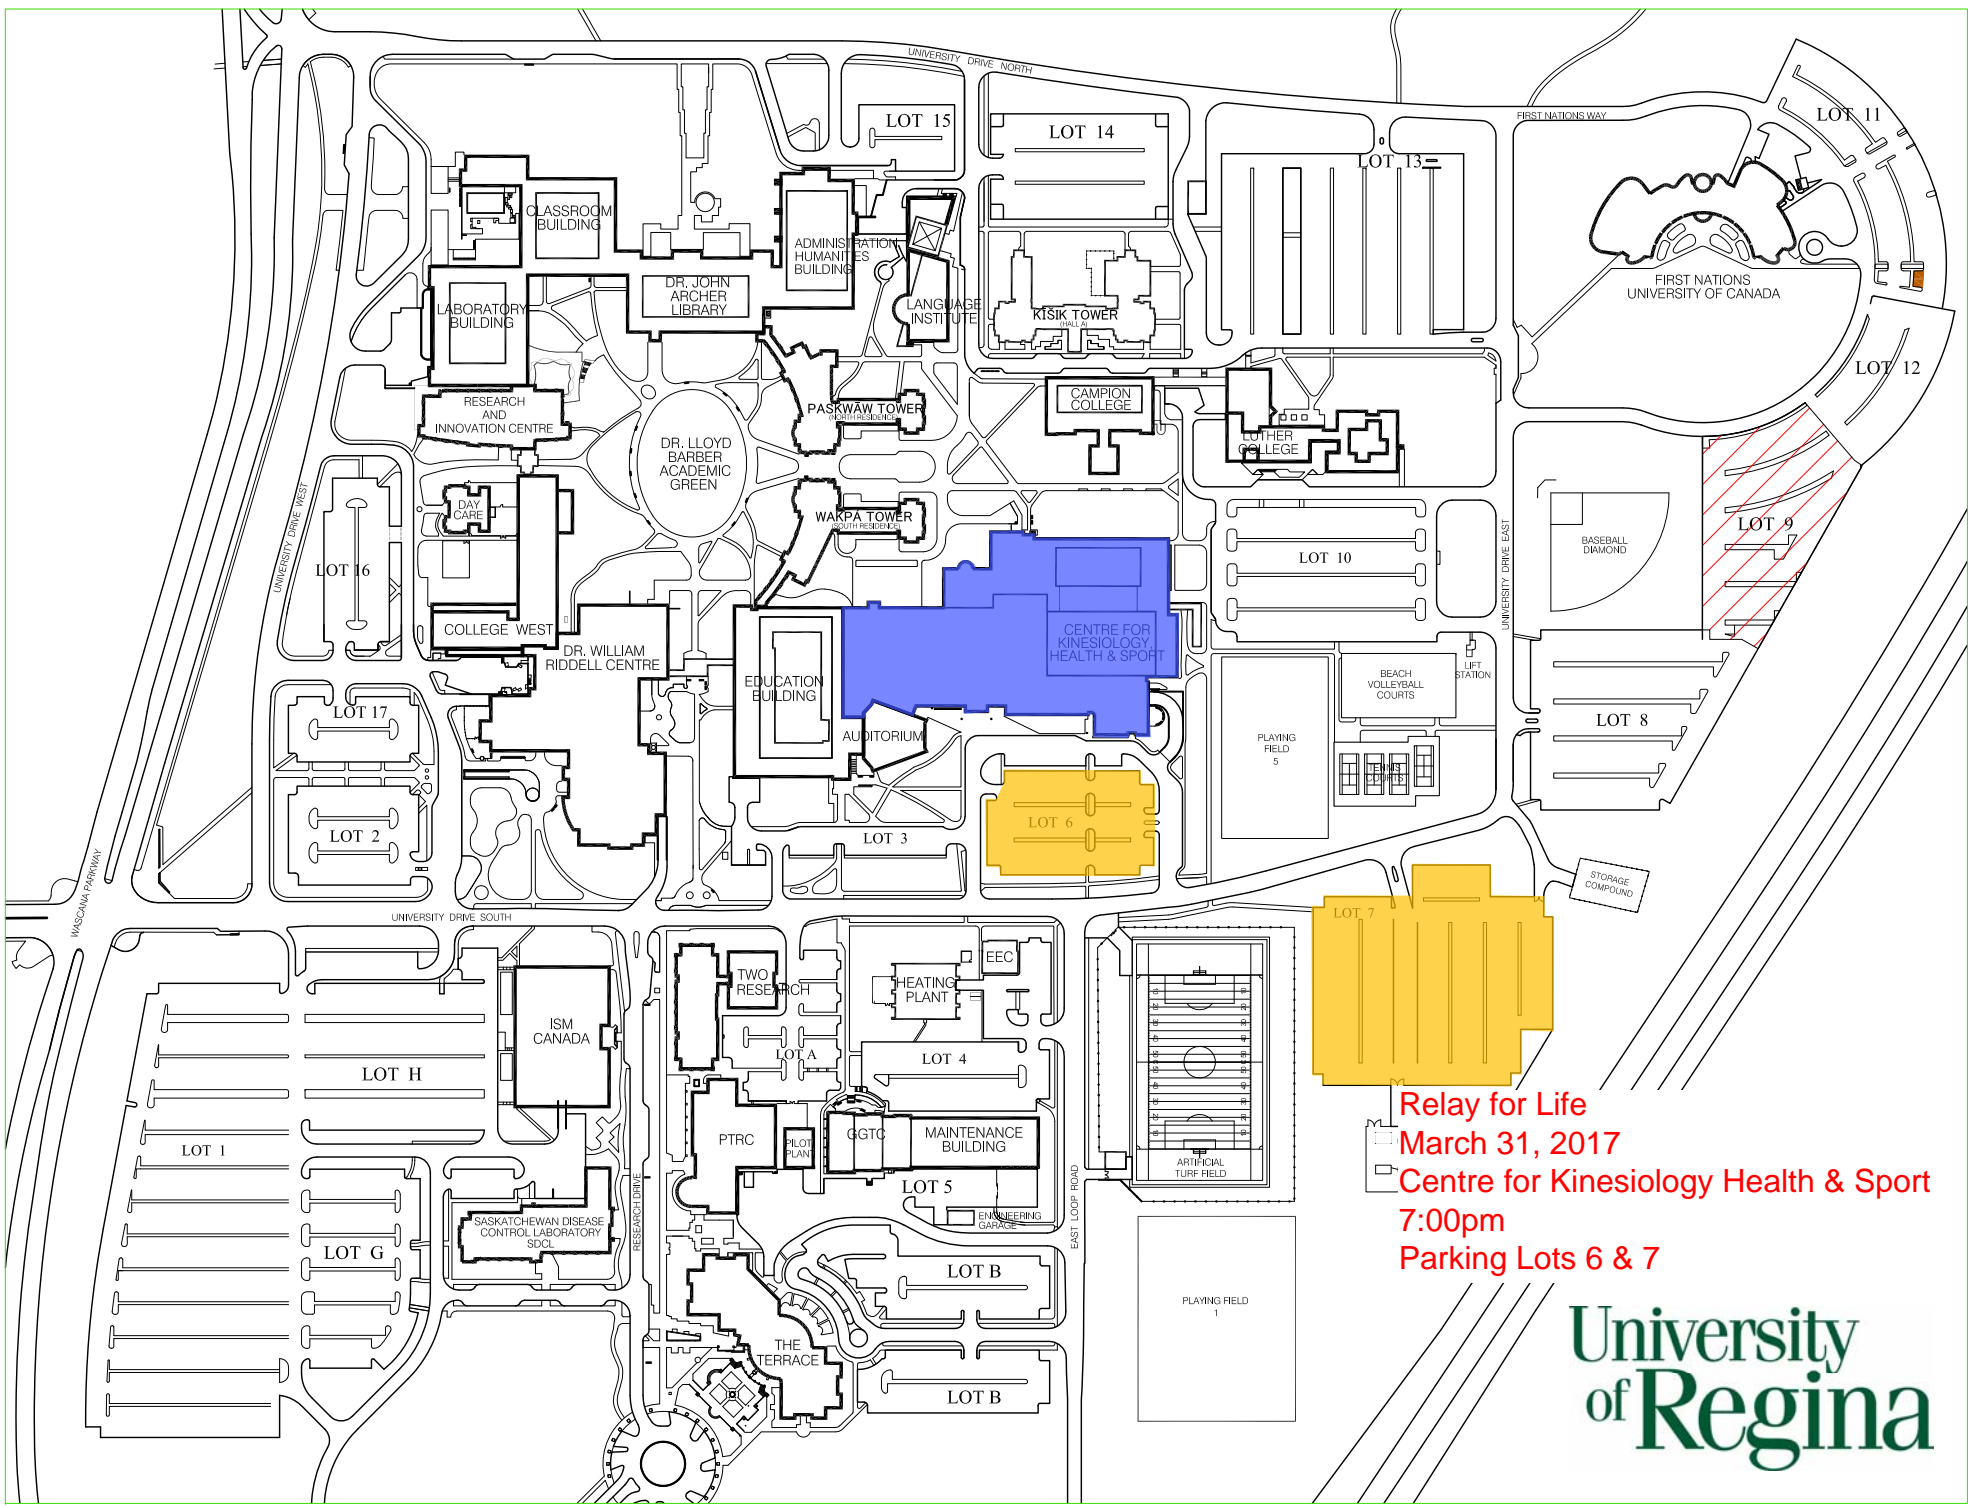 UNIVERSITY DRIVE NORTH
FIRST NATIONS WAY
LOT 11
LOT 15
LOT 14
LOT 13
CLASSROOM
BUILDING
ADMINISTRATION
HUMANITIES
BUILDING
DR. JOHN
ARCHER
LIBRARY
LABORATORY
BUILDING
LANGUAGE
INSTITUTE
KĪŠIK TOWER
(HALL A)
FIRST NATIONS
UNIVERSITY OF CANADA
LOT 12
RESEARCH
AND
INNOVATION CENTRE
PASKWĀW TOWER
(NORTH RESIDENCE)
CAMPION
COLLEGE
LUTHER
COLLEGE
DR. LLOYD
BARBER
ACADEMIC
GREEN
DAY
CARE
WAKPÁ TOWER
(SOUTH RESIDENCE)
UNIVERSITY DRIVE WEST
LOT 16
LOT 10
UNIVERSITY DRIVE EAST
BASEBALL
DIAMOND
LOT 9
COLLEGE WEST
DR. WILLIAM
RIDDELL CENTRE
CENTRE FOR
KINESIOLOGY,
HEALTH & SPORT
EDUCATION
BUILDING
AUDITORIUM
BEACH
VOLLEYBALL
COURTS
LIFT
STATION
LOT 17
PLAYING
FIELD
5
TENNIS
COURTS
LOT 8
LOT 2
LOT 3
LOT 6
STORAGE
COMPOUND
WASCANA PARKWAY
UNIVERSITY DRIVE SOUTH
LOT 7
TWO
RESEARCH
HEATING
PLANT
EEC
ISM
CANADA
LOT A
LOT 4
LOT H
LOT 1
PTRC
PILOT
PLANT
GGTC
MAINTENANCE
BUILDING
ARTIFICIAL
TURF FIELD
LOT 5
ENGINEERING
GARAGE
RESEARCH DRIVE
EAST LOOP ROAD
SASKATCHEWAN DISEASE
CONTROL LABORATORY
SDCL
LOT G
LOT B
THE
TERRACE
LOT B
PLAYING FIELD
1
Relay for Life
March 31, 2017
Centre for Kinesiology Health & Sport
7:00pm
Parking Lots 6 & 7
University
of Regina